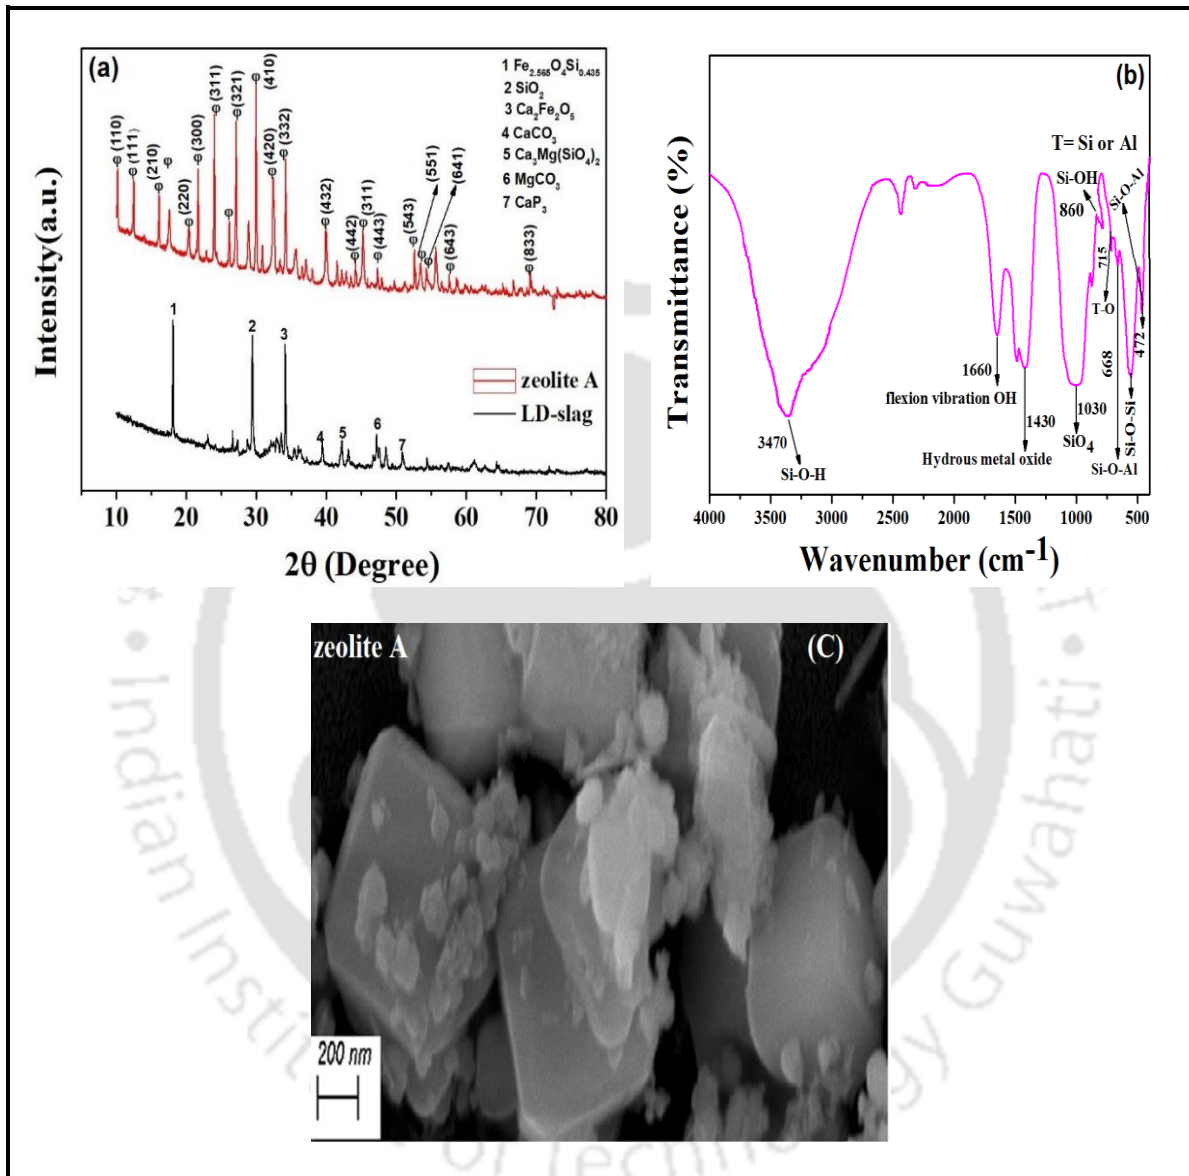 (a)
1 Fe2.565O4Si0.435
2 SiO2
3 Ca2Fe2O5
4 CaCO3
5 Ca3Mg(SiO4)2
6 MgCO3
7 CaP3
φ(110)
φ(111)
(210)
φ
φ(220)
φ(300)
φ(311)
φ
φ(321)
φ(410)
φ(420)
φ(332)
φ(432)
φ(442)
φ(311)
φ(443)
φ(543)
φ(551)
φ(641)
φ(643)
φ(833)
1
2
3
4
5
6
7
zeolite A
LD-slag
Intensity(a.u.)
10 20 30 40 50 60 70 80
2θ (Degree)
(b)
T= Si or Al
Si-OH
860
Si-O-Al
715
T-O
668
472
1660
flexion vibration OH
1430
Hydrous metal oxide
1030
SiO4
Si-O-Si
Si-O-Al
3470
Si-O-H
Transmittance (%)
4000 3500 3000 2500 2000 1500 1000 500
Wavenumber (cm-1)
zeolite A
(C)
200 nm
Indian Institute of Technology Guwahati